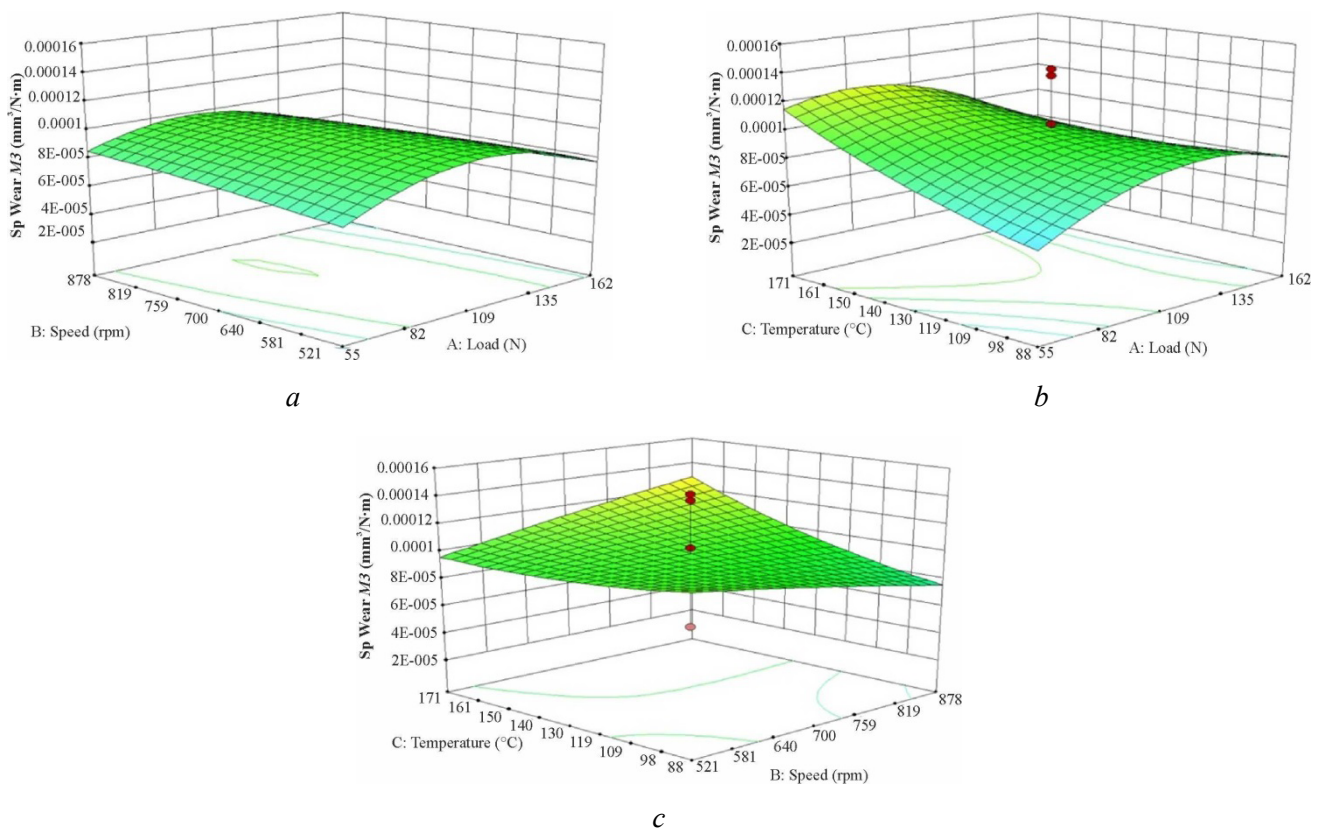 0.00016
0.00014
0.00012
0.0001
8E-005
6E-005
4E-005
2E-005
Sp Wear M3 (mm³/N·m)
878
819
759
700
640
581
521
B: Speed (rpm)
55
82
109
135
162
A: Load (N)
a
0.00016
0.00014
0.00012
0.0001
8E-005
6E-005
4E-005
2E-005
Sp Wear M3 (mm³/N·m)
171
161
150
140
130
119
109
98
88
C: Temperature (°C)
55
82
109
135
162
A: Load (N)
b
0.00016
0.00014
0.00012
0.0001
8E-005
6E-005
4E-005
2E-005
Sp Wear M3 (mm³/N·m)
171
161
150
140
130
119
109
98
88
C: Temperature (°C)
521
581
640
700
759
819
878
B: Speed (rpm)
c